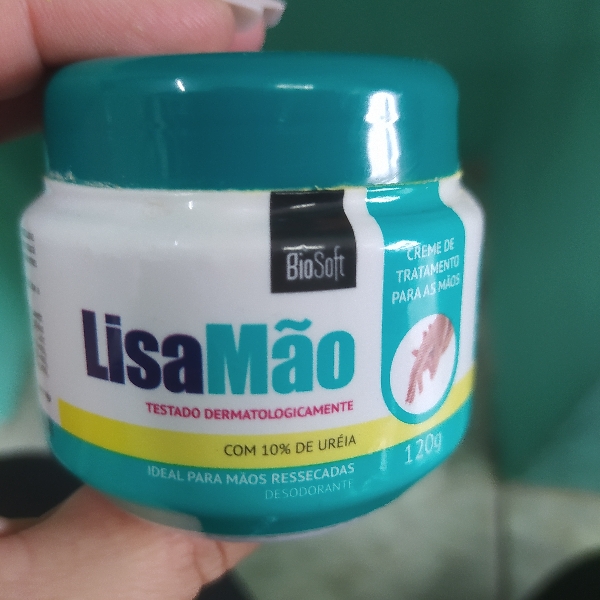 BioSoft
CREME DE
TRATAMENTO
PARA AS MÃOS
LisaMão
TESTADO DERMATOLOGICAMENTE
COM 10% DE URÉIA
120g
IDEAL PARA MÃOS RESSECADAS
DESODORANTE